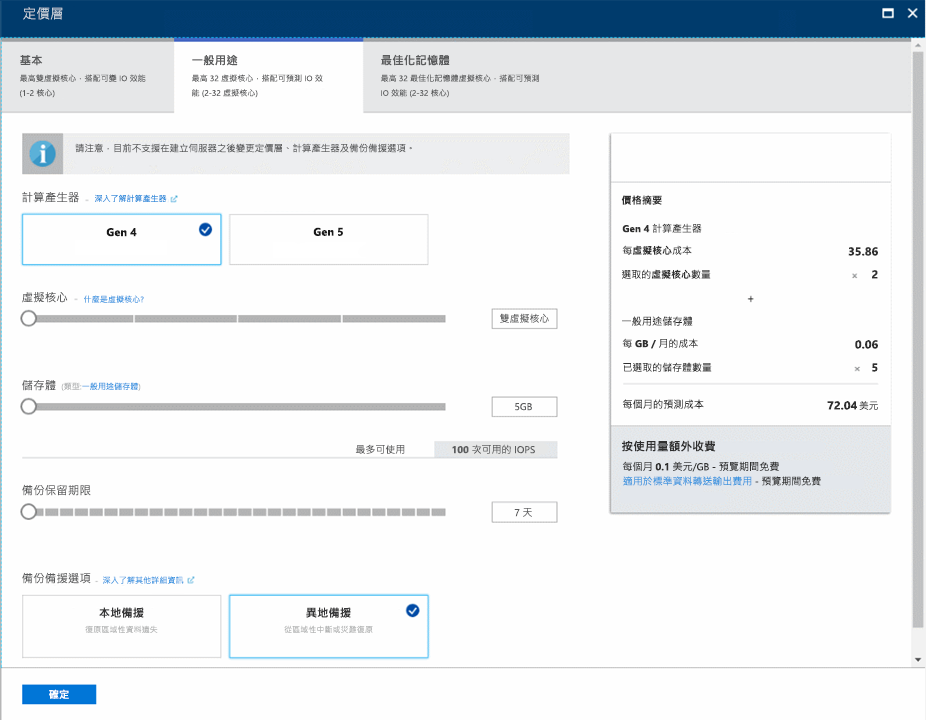 定價層
基本
最高雙虛擬核心，搭配可變 IO 效能
(1-2 核心)
一般用途
最高 32 虛擬核心，搭配可預測 IO 效
能 (2-32 虛擬核心)
最佳化記憶體
最高 32 最佳化記憶體虛擬核心，搭配可預測
IO 效能 (2-32 核心)
請注意，目前不支援在建立伺服器之後變更定價層、計算產生器及備份備援選項。
計算產生器 - 深入了解計算產生器
Gen 4
Gen 5
虛擬核心 - 什麼是虛擬核心?
雙虛擬核心
儲存體 (類型:一般用途儲存體)
5GB
最多可使用
100 次可用的 IOPS
備份保留期限
7 天
備份備援選項 - 深入了解其他詳細資訊
本地備援
復原區域性資料遺失
異地備援
從區域性中斷或災難復原
確定
價格摘要
Gen 4 計算產生器
每虛擬核心成本 35.86
選取的虛擬核心數量 × 2
+
一般用途儲存體
每 GB / 月的成本 0.06
已選取的儲存體數量 × 5
每個月的預測成本 72.04 美元
按使用量額外收費
每個月 0.1 美元/GB - 預覽期間免費
適用於標準資料轉送輸出費用 - 預覽期間免費